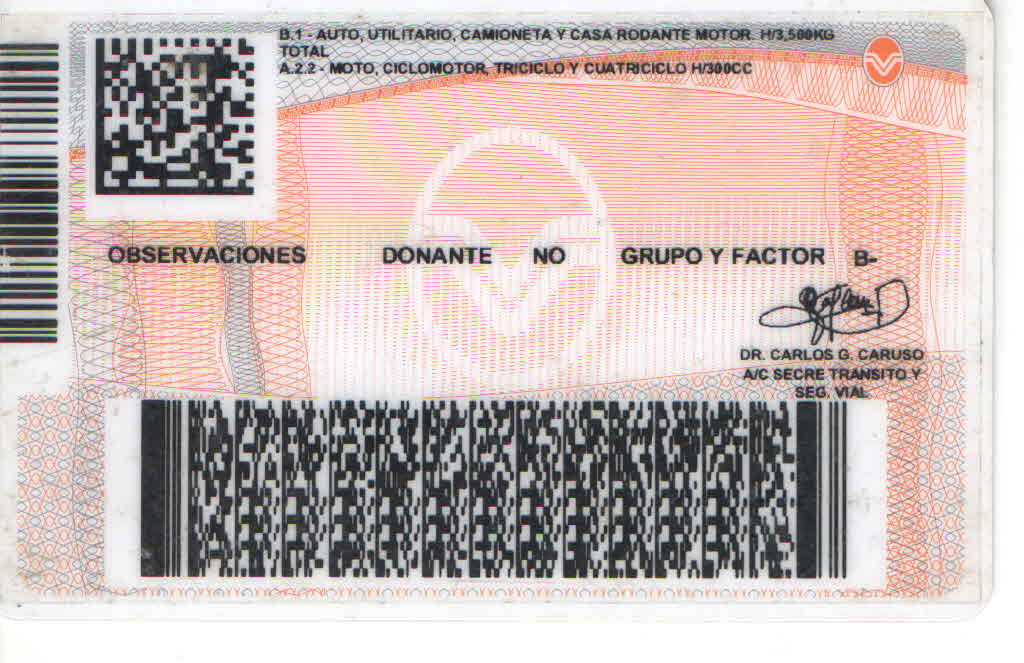 B.1 - AUTO, UTILITARIO, CAMIONETA Y CASA RODANTE MOTOR H/3,500KG
TOTAL
A.2.2 - MOTO, CICLOMOTOR, TRICICLO Y CUATRICICLO H/300CC
OBSERVACIONES DONANTE NO GRUPO Y FACTOR B-
DR. CARLOS G. CARUSO
A/C SECRE TRANSITO Y
SEG. VIAL